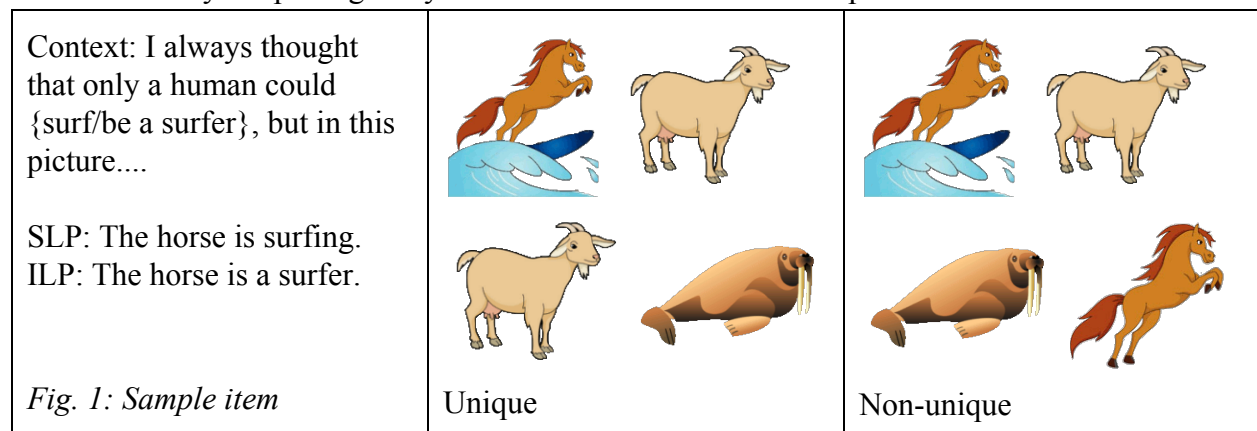 Context: I always thought
that only a human could
{surf/be a surfer}, but in this
picture....
SLP: The horse is surfing.
ILP: The horse is a surfer.
Fig. 1: Sample item
Unique
Non-unique